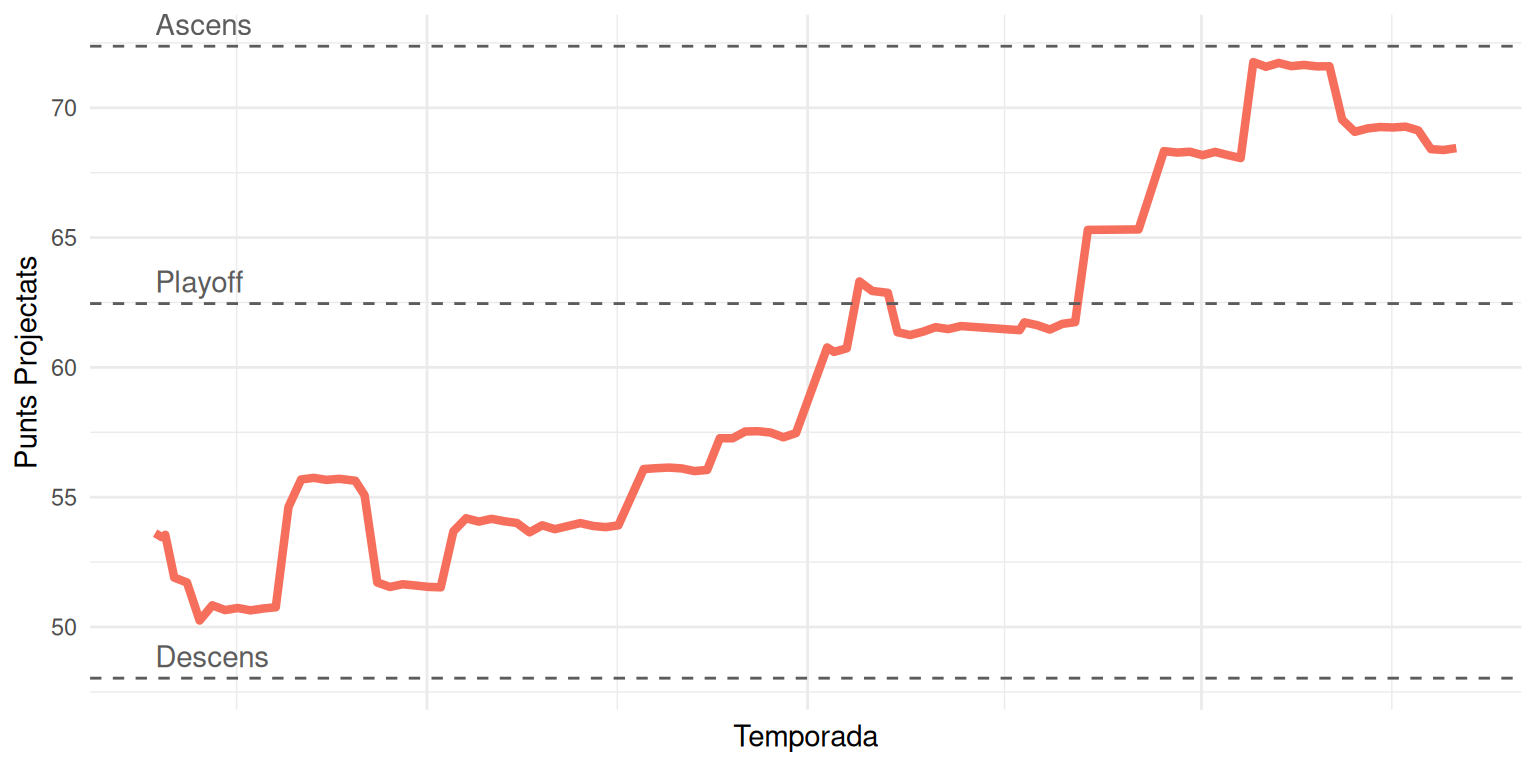 Ascens
70
65
Playoff
60
55
50
Descens
Punts Projectats
Temporada